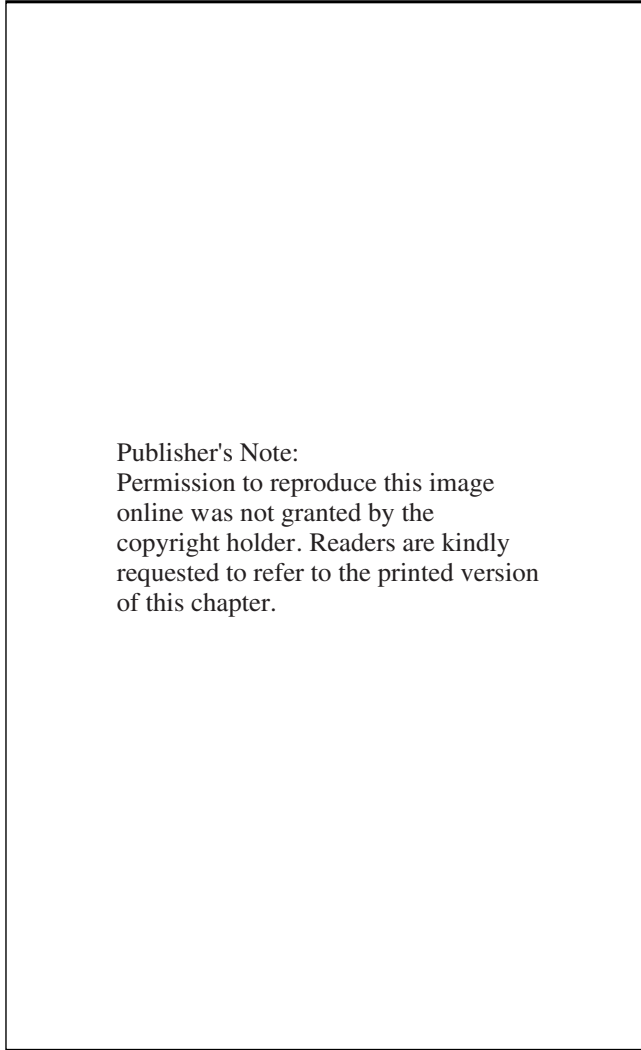 Publisher's Note:
Permission to reproduce this image
online was not granted by the
copyright holder. Readers are kindly
requested to refer to the printed version
of this chapter.